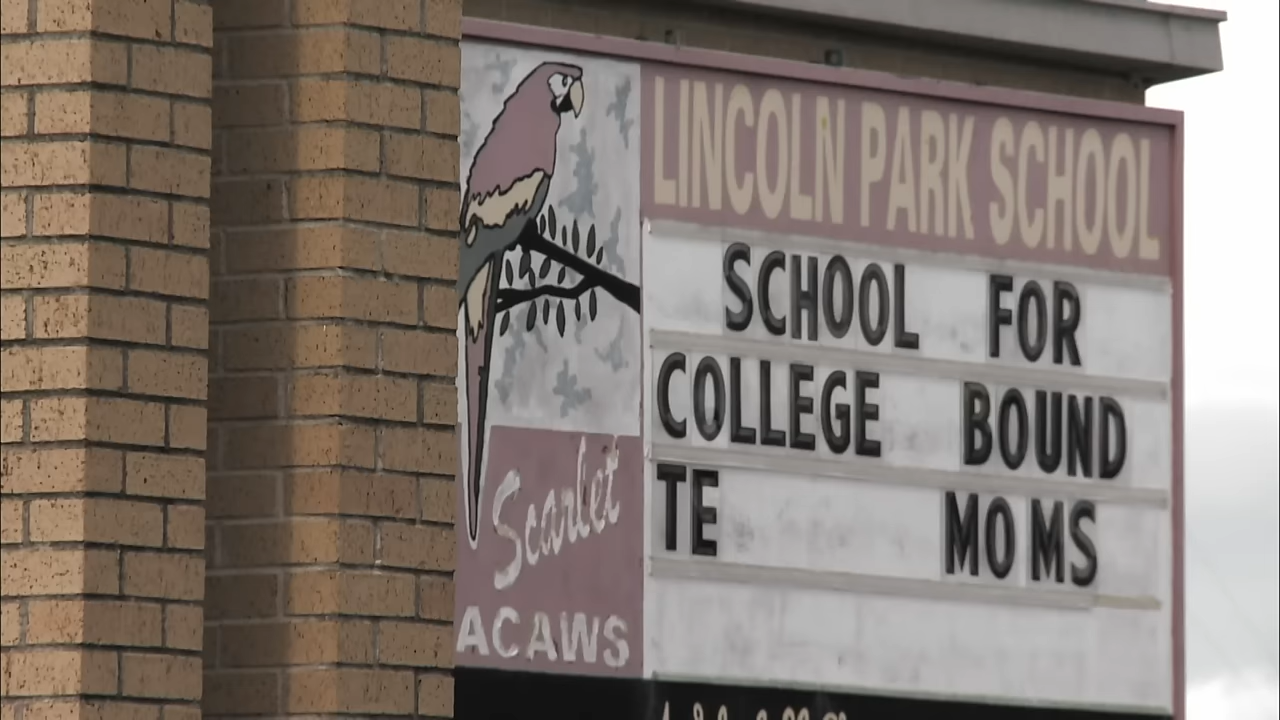 LINCOLN PARK SCHOOL
SCHOOL FOR
COLLEGE BOUND
TE MOMS
Scarlet
ACAWS